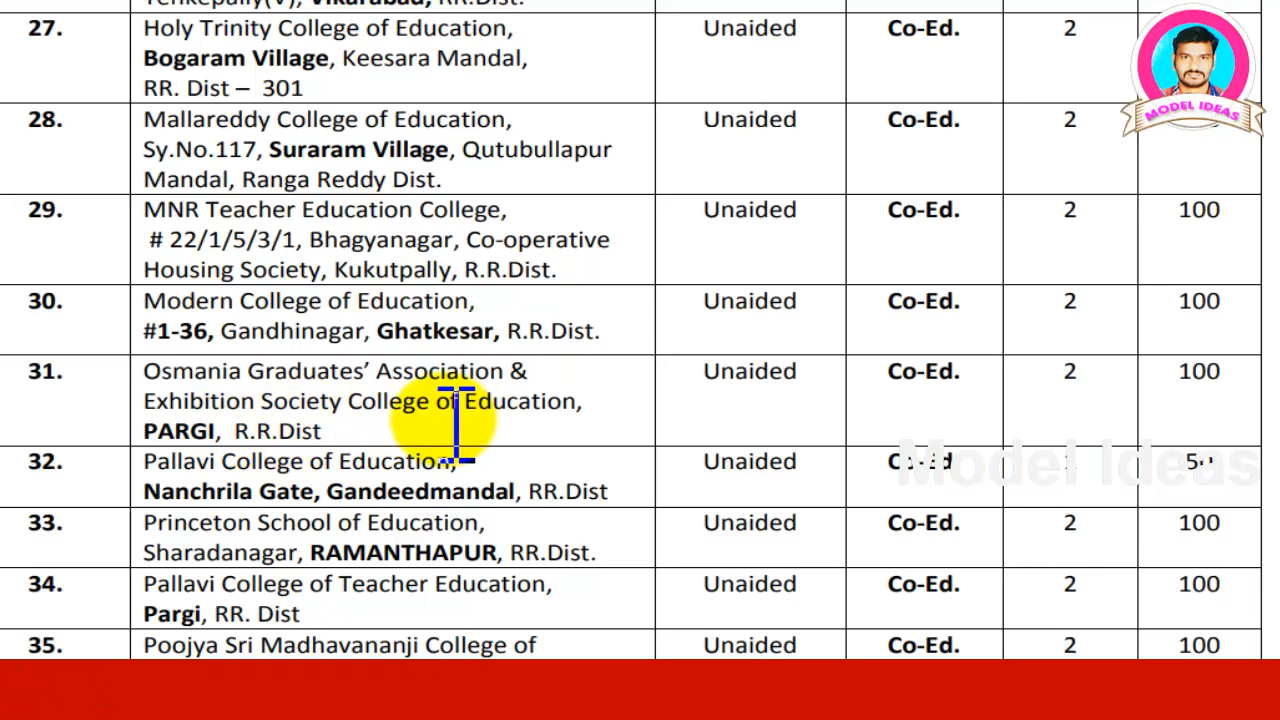 Tenkepally(V), Vikarabad, RR.Dist.
27. Holy Trinity College of Education, Unaided Co-Ed. 2
Bogaram Village, Keesara Mandal,
RR. Dist – 301
MODEL IDEAS
28. Mallareddy College of Education, Unaided Co-Ed. 2
Sy.No.117, Suraram Village, Qutubullapur
Mandal, Ranga Reddy Dist.
29. MNR Teacher Education College, Unaided Co-Ed. 2 100
# 22/1/5/3/1, Bhagyanagar, Co-operative
Housing Society, Kukutpally, R.R.Dist.
30. Modern College of Education, Unaided Co-Ed. 2 100
#1-36, Gandhinagar, Ghatkesar, R.R.Dist.
31. Osmania Graduates’ Association & Unaided Co-Ed. 2 100
Exhibition Society College of Education,
PARGI, R.R.Dist
32. Pallavi College of Education, Unaided Co-Ed 50
Model Ideas
Nanchrila Gate, Gandeedmandal, RR.Dist
33. Princeton School of Education, Unaided Co-Ed. 2 100
Sharadanagar, RAMANTHAPUR, RR.Dist.
34. Pallavi College of Teacher Education, Unaided Co-Ed. 2 100
Pargi, RR. Dist
35. Poojya Sri Madhavananji College of Unaided Co-Ed. 2 100